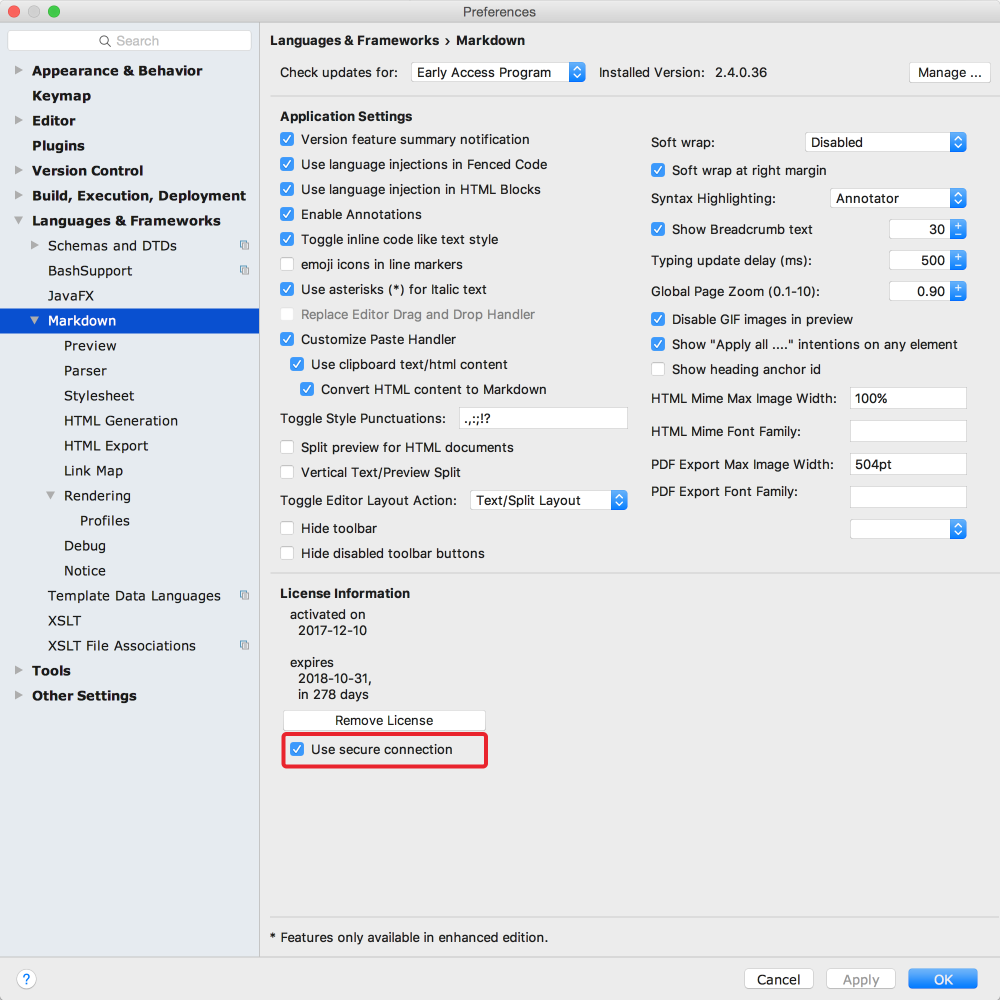 Preferences
Search
Appearance & Behavior
Keymap
Editor
Plugins
Version Control
Build, Execution, Deployment
Languages & Frameworks
Schemas and DTDs
BashSupport
JavaFX
Markdown
Preview
Parser
Stylesheet
HTML Generation
HTML Export
Link Map
Rendering
Profiles
Debug
Notice
Template Data Languages
XSLT
XSLT File Associations
Tools
Other Settings
?
Languages & Frameworks › Markdown
Check updates for: Early Access Program Installed Version: 2.4.0.36 Manage ...
Application Settings
Version feature summary notification
Use language injections in Fenced Code
Use language injection in HTML Blocks
Enable Annotations
Toggle inline code like text style
emoji icons in line markers
Use asterisks (*) for Italic text
Replace Editor Drag and Drop Handler
Customize Paste Handler
Use clipboard text/html content
Convert HTML content to Markdown
Toggle Style Punctuations: .,:;!?
Split preview for HTML documents
Vertical Text/Preview Split
Toggle Editor Layout Action: Text/Split Layout
Hide toolbar
Hide disabled toolbar buttons
Soft wrap: Disabled
Soft wrap at right margin
Syntax Highlighting: Annotator
Show Breadcrumb text 30
Typing update delay (ms): 500
Global Page Zoom (0.1-10): 0.90
Disable GIF images in preview
Show "Apply all ...." intentions on any element
Show heading anchor id
HTML Mime Max Image Width: 100%
HTML Mime Font Family:
PDF Export Max Image Width: 504pt
PDF Export Font Family:
License Information
activated on
2017-12-10
expires
2018-10-31,
in 278 days
Remove License
Use secure connection
* Features only available in enhanced edition.
Cancel Apply OK